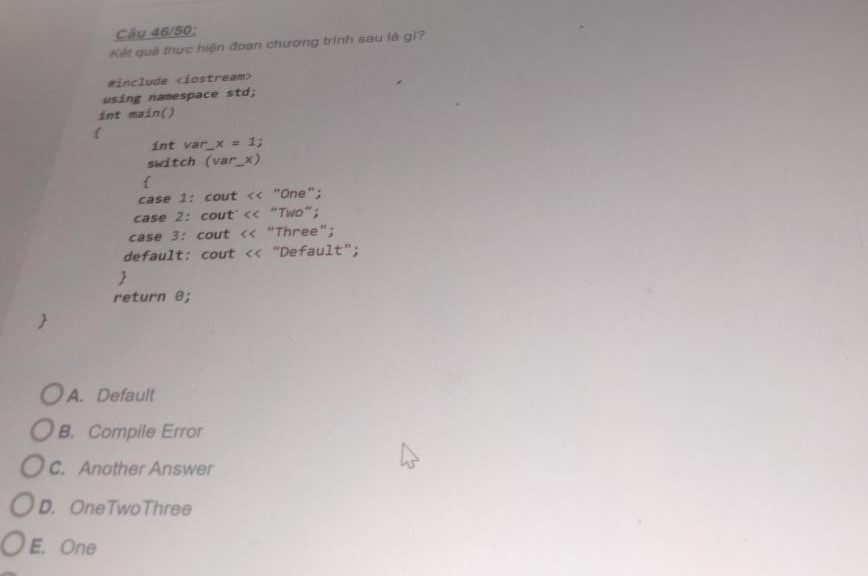 Câu 46/50:
Kết quả thực hiện đoạn chương trình sau là gì?
#include <iostream>
using namespace std;
int main()
{
int var_x = 1;
switch (var_x)
{
case 1: cout << "One";
case 2: cout << "Two";
case 3: cout << "Three";
default: cout << "Default";
}
return 0;
}
A. Default
B. Compile Error
C. Another Answer
D. OneTwoThree
E. One